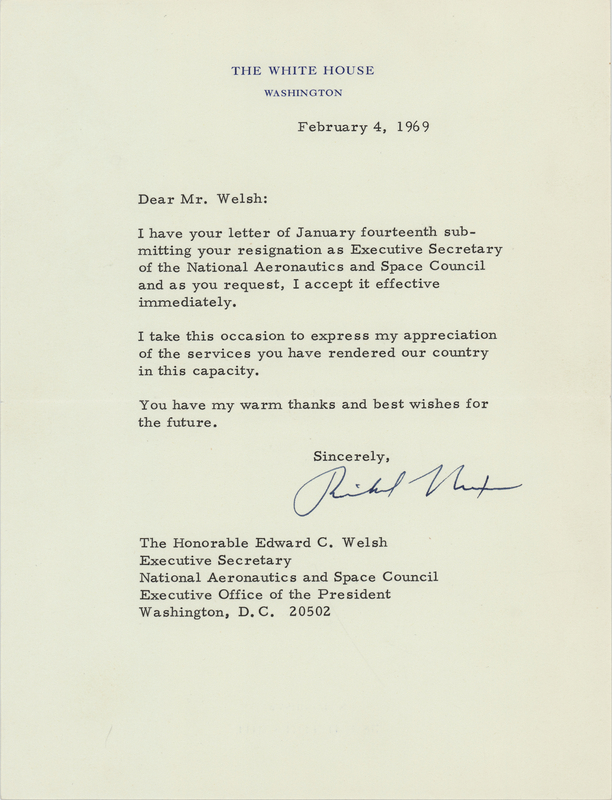 THE WHITE HOUSE
WASHINGTON
February 4, 1969
Dear Mr. Welsh:
I have your letter of January fourteenth sub-
mitting your resignation as Executive Secretary
of the National Aeronautics and Space Council
and as you request, I accept it effective
immediately.
I take this occasion to express my appreciation
of the services you have rendered our country
in this capacity.
You have my warm thanks and best wishes for
the future.
Sincerely,
Richard Nixon
The Honorable Edward C. Welsh
Executive Secretary
National Aeronautics and Space Council
Executive Office of the President
Washington, D. C. 20502